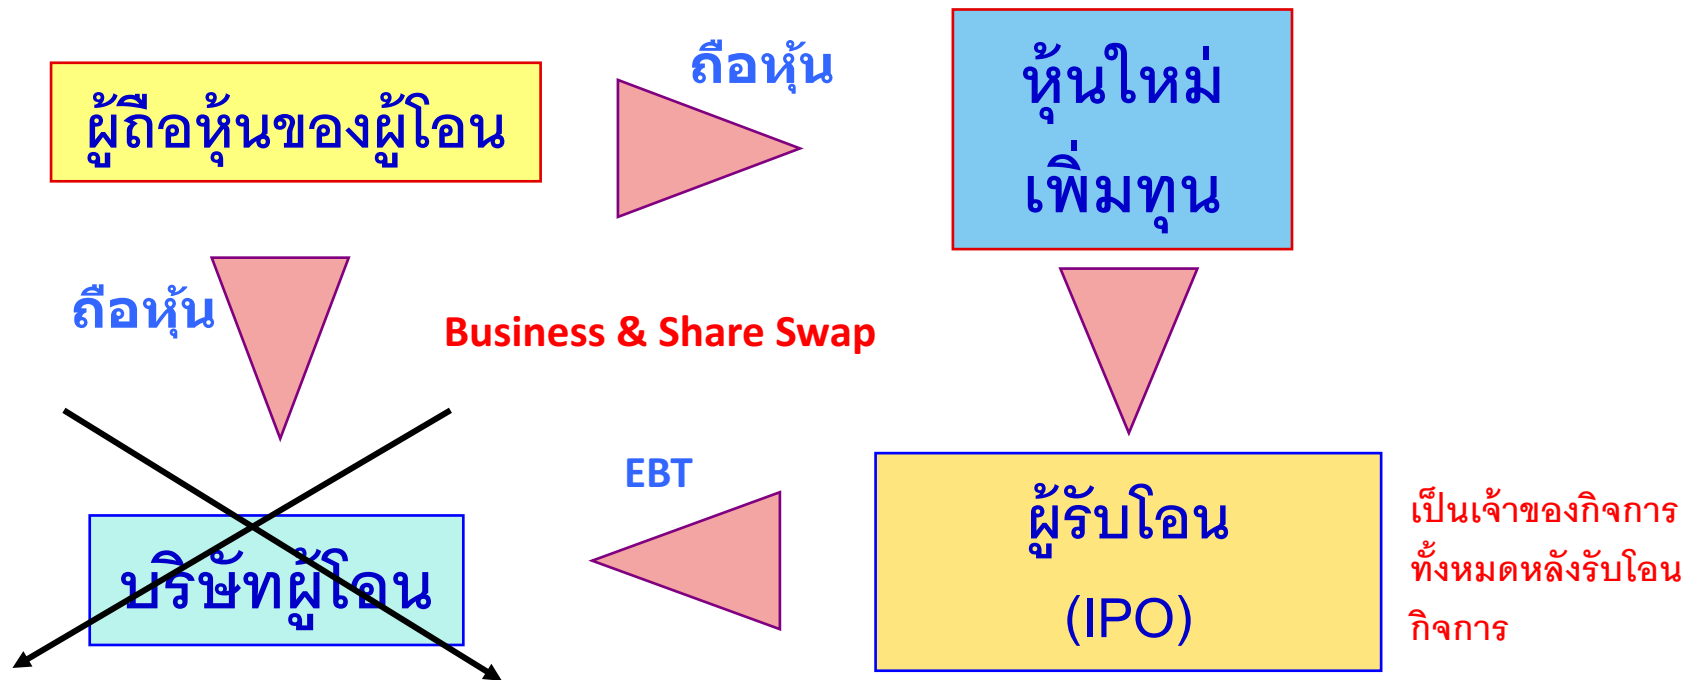 ถือหุ้น
ผู้ถือหุ้นของผู้โอน
หุ้นใหม่
เพิ่มทุน
ถือหุ้น
Business & Share Swap
EBT
บริษัทผู้โอน
ผู้รับโอน
(IPO)
เป็นเจ้าของกิจการ
ทั้งหมดหลังรับโอน
กิจการ